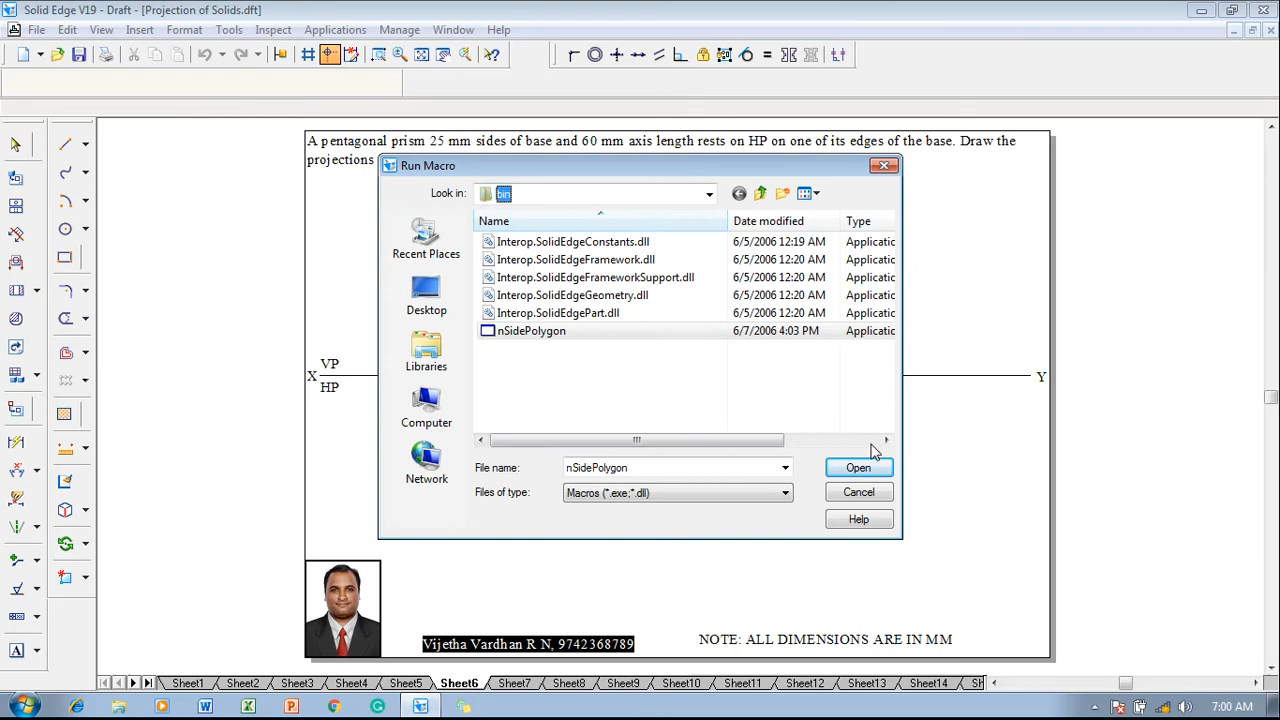 Solid Edge V19 - Draft - [Projection of Solids.dft]
File Edit View Insert Format Tools Inspect Applications Manage Window Help
A pentagonal prism 25 mm sides of base and 60 mm axis length rests on HP on one of its edges of the base. Draw the
projections
Run Macro
Look in: bin
Name Date modified Type
Interop.SolidEdgeConstants.dll 6/5/2006 12:19 AM Applicatic
Interop.SolidEdgeFramework.dll 6/5/2006 12:20 AM Applicatic
Interop.SolidEdgeFrameworkSupport.dll 6/5/2006 12:20 AM Applicatic
Interop.SolidEdgeGeometry.dll 6/5/2006 12:20 AM Applicatic
Interop.SolidEdgePart.dll 6/5/2006 12:20 AM Applicatic
nSidePolygon 6/7/2006 4:03 PM Applicatic
Recent Places
Desktop
Libraries
Computer
Network
File name: nSidePolygon Open
Files of type: Macros (*.exe;*.dll) Cancel
Help
VP
X Y
HP
Vijetha Vardhan R N, 9742368789
NOTE: ALL DIMENSIONS ARE IN MM
Sheet1 Sheet2 Sheet3 Sheet4 Sheet5 Sheet6 Sheet7 Sheet8 Sheet9 Sheet10 Sheet11 Sheet12 Sheet13 Sheet14 SI
7:00 AM